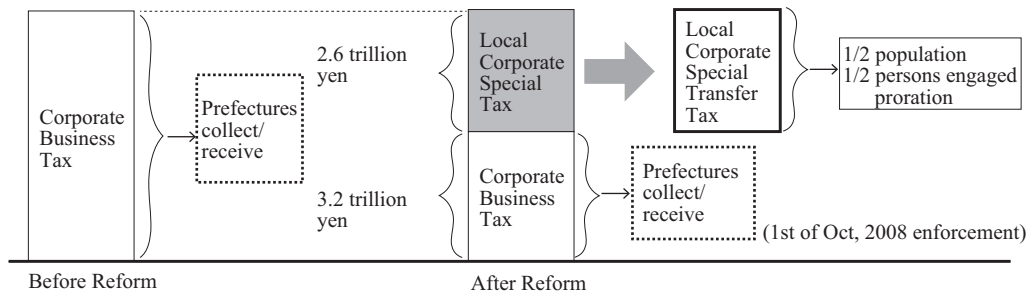 Corporate
Business
Tax
Prefectures
collect/
receive
2.6 trillion
yen
3.2 trillion
yen
Local
Corporate
Special
Tax
Corporate
Business
Tax
Local
Corporate
Special
Transfer
Tax
1/2 population
1/2 persons engaged
proration
Prefectures
collect/
receive
(1st of Oct, 2008 enforcement)
Before Reform
After Reform